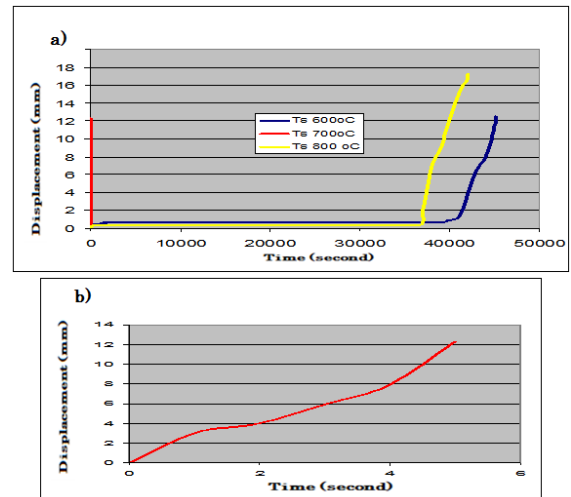 a)
Displacement (mm)
18
16
14
12
10
8
6
4
2
0
Ts 600oC
Ts 700oC
Ts 800 oC
0 10000 20000 30000 40000 50000
Time (second)
b)
Displacement (mm)
14
12
10
8
6
4
2
0
0 2 4 6
Time (second)